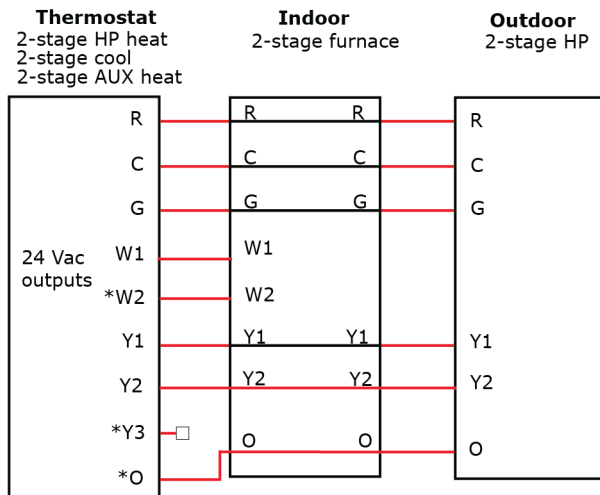 Thermostat
2-stage HP heat
2-stage cool
2-stage AUX heat
Indoor
2-stage furnace
Outdoor
2-stage HP
R R R R
C C C C
G G G G
24 Vac
outputs
W1 W1
*W2 W2
Y1 Y1 Y1 Y1
Y2 Y2 Y2 Y2
*Y3
*O O O O